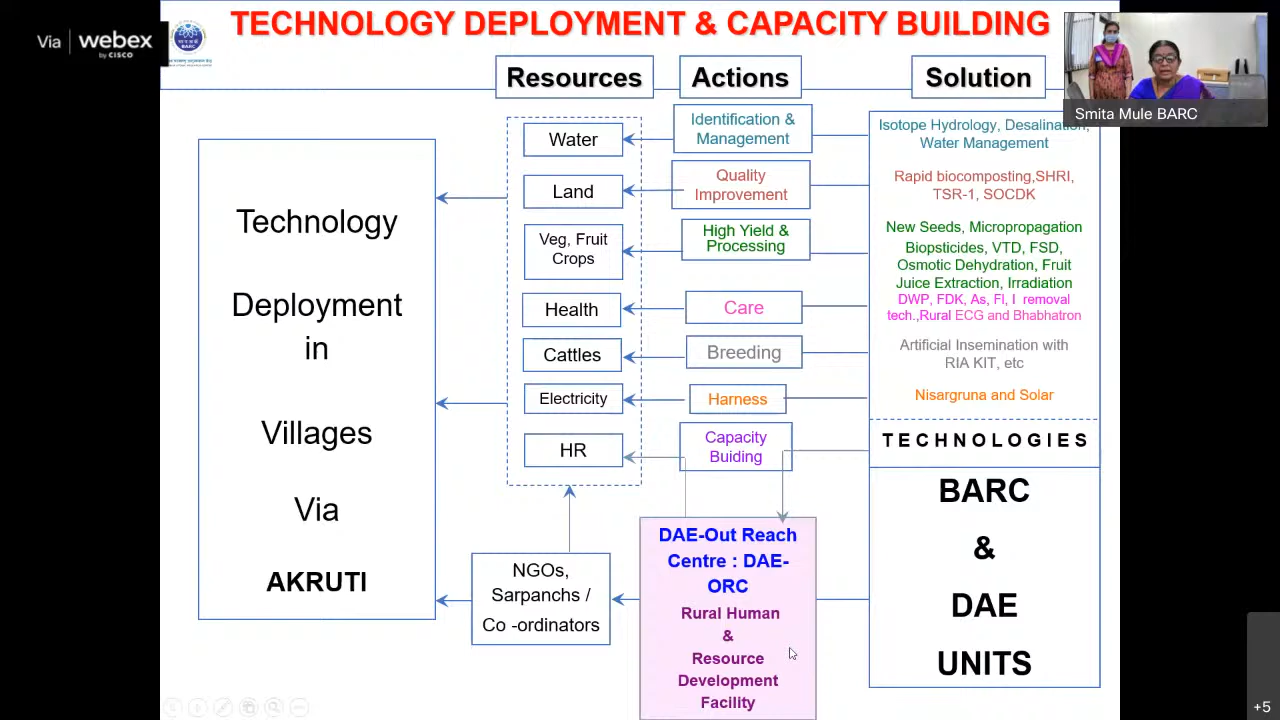 Via webex
by CISCO
BARC
TECHNOLOGY DEPLOYMENT & CAPACITY BUILDING
Smita Mule BARC
Resources
Actions
Solution
Technology
Deployment
in
Villages
Via
AKRUTI
Water
Land
Veg, Fruit
Crops
Health
Cattles
Electricity
HR
NGOs,
Sarpanchs /
Co -ordinators
Identification &
Management
Quality
Improvement
High Yield &
Processing
Care
Breeding
Harness
Capacity
Buiding
DAE-Out Reach
Centre : DAE-
ORC
Rural Human
&
Resource
Development
Facility
Isotope Hydrology, Desalination,
Water Management
Rapid biocomposting,SHRI,
TSR-1, SOCDK
New Seeds, Micropropagation
Biopsticides, VTD, FSD,
Osmotic Dehydration, Fruit
Juice Extraction, Irradiation
DWP, FDK, As, Fl, I removal
tech.,Rural ECG and Bhabhatron
Artificial Insemination with
RIA KIT, etc
Nisargruna and Solar
TECHNOLOGIES
BARC
&
DAE
UNITS
+5